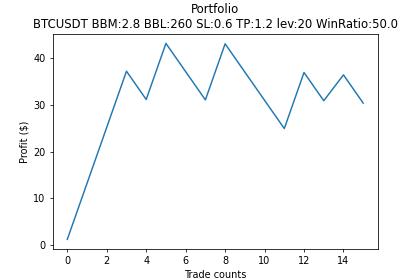 Portfolio
BTCUSDT BBM:2.8 BBL:260 SL:0.6 TP:1.2 lev:20 WinRatio:50.0
40
30
20
10
0
Profit ($)
0 2 4 6 8 10 12 14
Trade counts